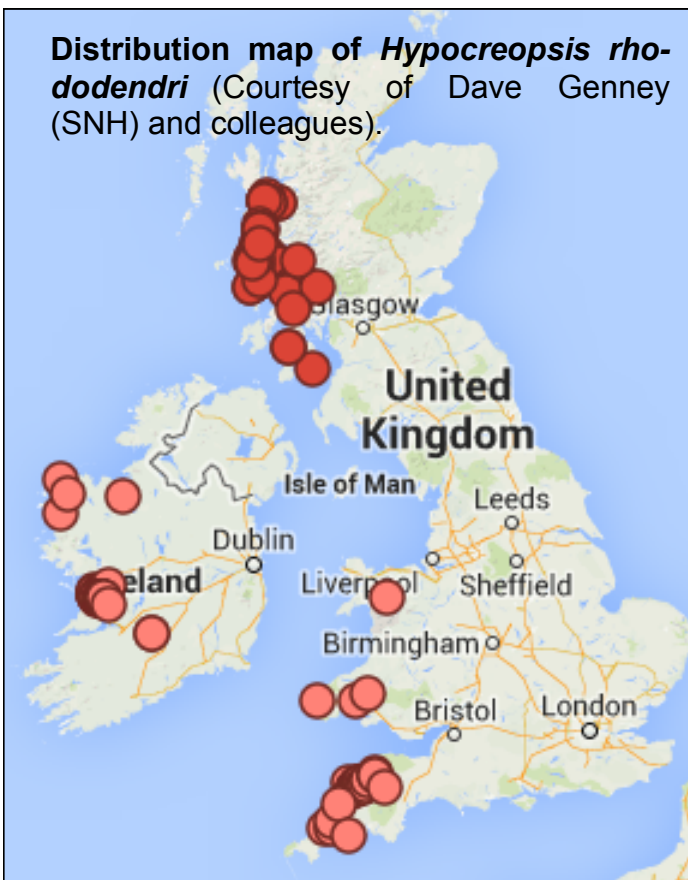 Distribution map of Hypocreopsis rho-
dodendri (Courtesy of Dave Genney
(SNH) and colleagues).
Glasgow
United
Kingdom
Isle of Man
Leeds
Dublin
eland
Liverpool
Sheffield
Birmingham
Bristol
London